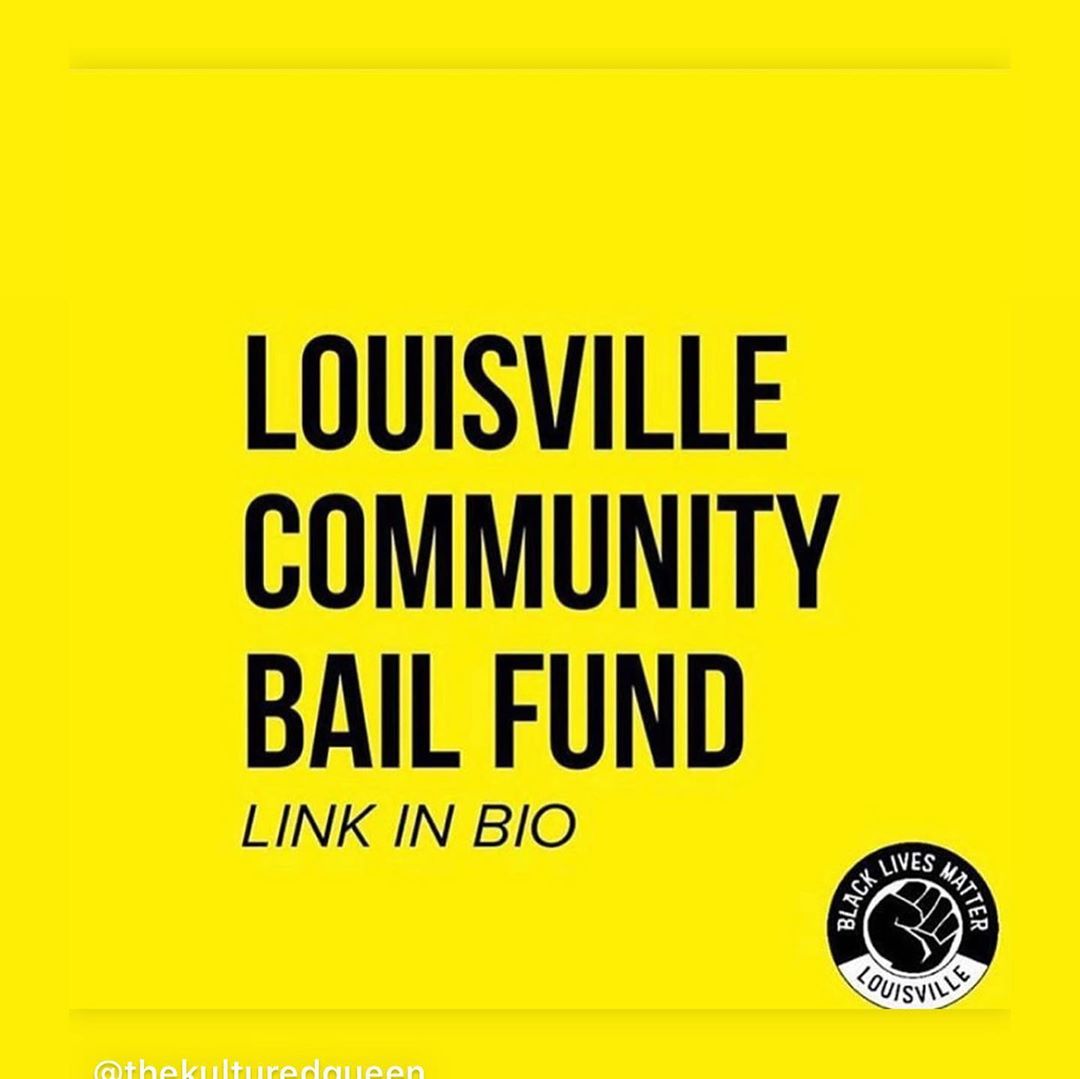 LOUISVILLE
COMMUNITY
BAIL FUND
LINK IN BIO
BLACK LIVES MATTER
LOUISVILLE
@thekulturedqueen